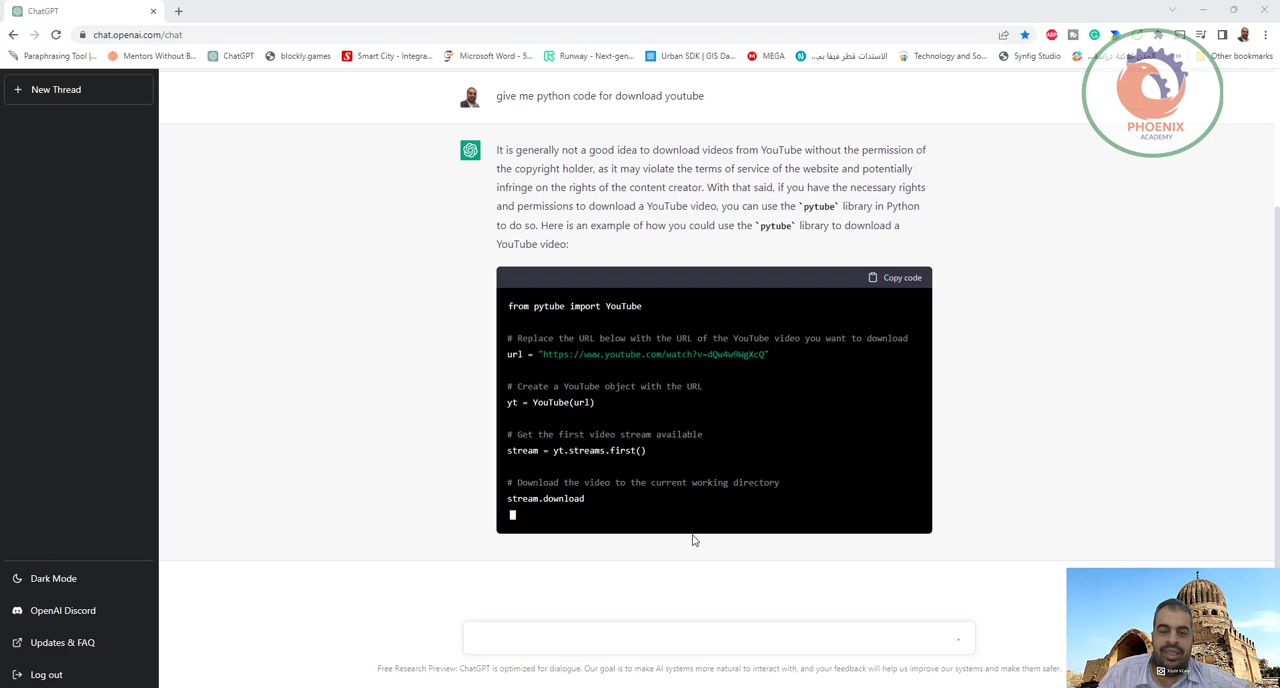 ChatGPT
chat.openai.com/chat
Paraphrasing Tool |
Mentors Without B...
ChatGPT
blockly.games
Smart City - Integra...
Microsoft Word - 5...
Runway - Next-gen...
Urban SDK | GIS Da...
MEGA
الاستدات قطر فيفا بم...
Technology and So...
Synfig Studio
Other bookmarks
PHOENIX
ACADEMY
New Thread
give me python code for download youtube
It is generally not a good idea to download videos from YouTube without the permission of
the copyright holder, as it may violate the terms of service of the website and potentially
infringe on the rights of the content creator. With that said, if you have the necessary rights
and permissions to download a YouTube video, you can use the `pytube` library in Python
to do so. Here is an example of how you could use the `pytube` library to download a
YouTube video:
Copy code
from pytube import YouTube
# Replace the URL below with the URL of the YouTube video you want to download
url = "https://www.youtube.com/watch?v=dQw4w9WgXcQ"
# Create a YouTube object with the URL
yt = YouTube(url)
# Get the first video stream available
stream = yt.streams.first()
# Download the video to the current working directory
stream.download
Dark Mode
OpenAI Discord
Updates & FAQ
Log out
Free Research Preview: ChatGPT is optimized for dialogue. Our goal is to make AI systems more natural to interact with, and your feedback will help us improve our systems and make them safer.
XSplit VCam